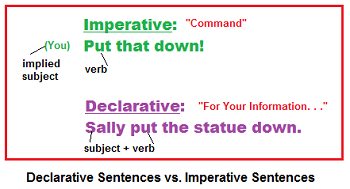 Imperative: "Command"
(You) Put that down!
implied
subject
verb
Declarative: "For Your Information. . ."
Sally put the statue down.
subject + verb
Declarative Sentences vs. Imperative Sentences